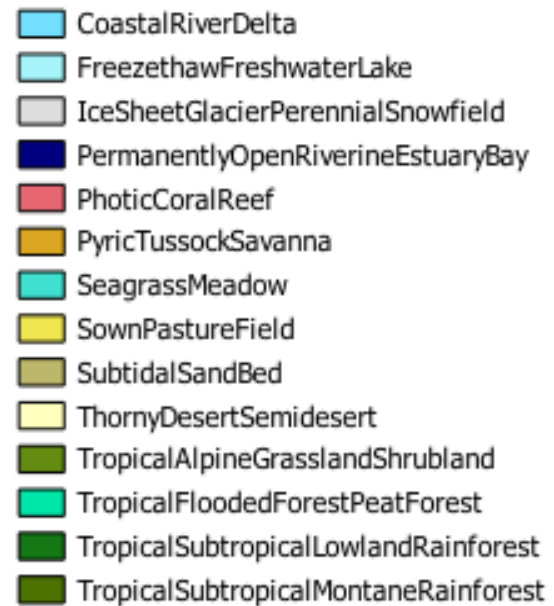 CoastalRiverDelta
FreezethawFreshwaterLake
IceSheetGlacierPerennialSnowfield
PermanentlyOpenRiverineEstuaryBay
PhoticCoralReef
PyricTussockSavanna
SeagrassMeadow
SownPastureField
SubtidalSandBed
ThornyDesertSemidesert
TropicalAlpineGrasslandShrubland
TropicalFloodedForestPeatForest
TropicalSubtropicalLowlandRainforest
TropicalSubtropicalMontaneRainforest